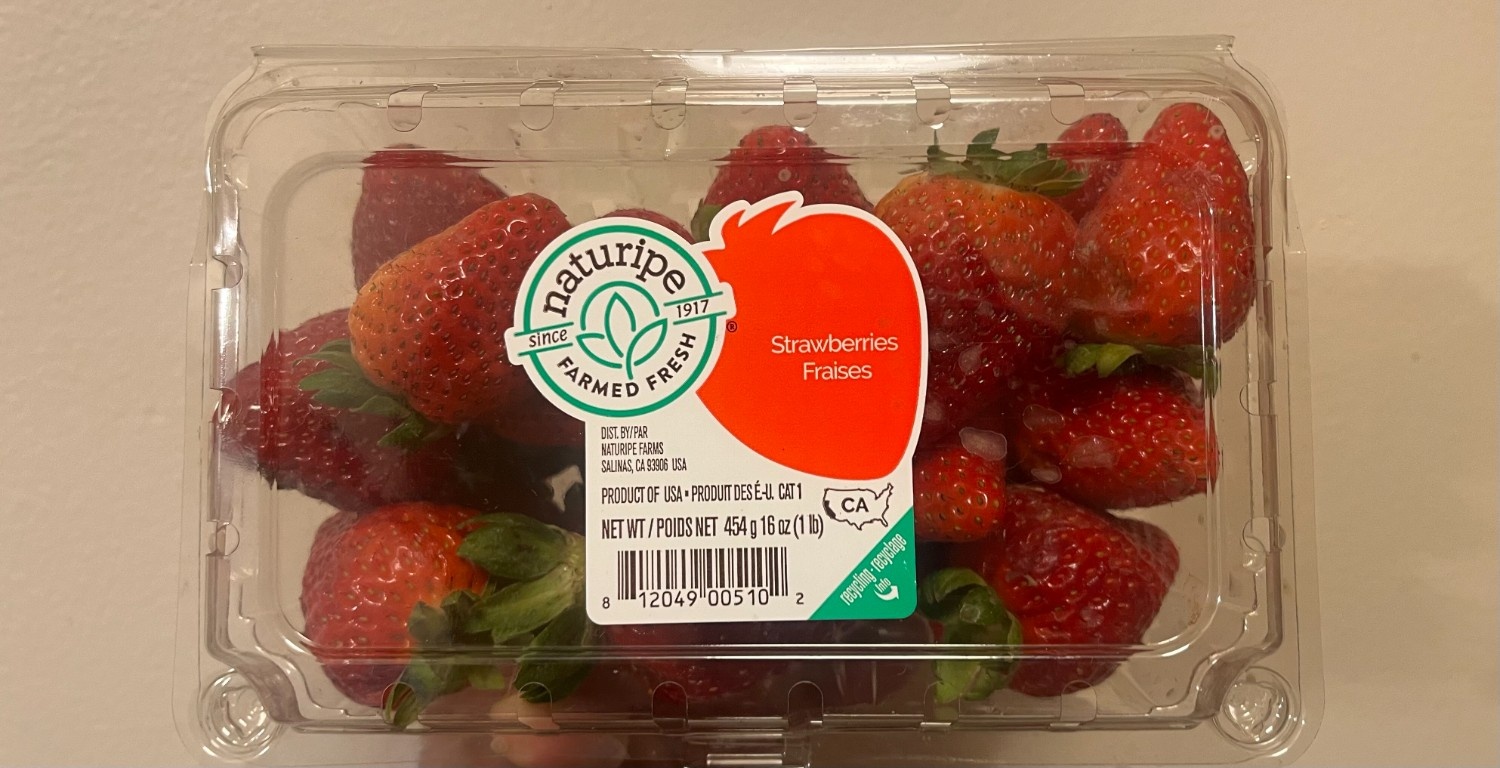 naturipe
since 1917
FARMED FRESH
®
Strawberries
Fraises
DIST. BY/PAR
NATURIPE FARMS
SALINAS, CA 93906 USA
PRODUCT OF USA • PRODUIT DES É.-U. CAT 1
CA
NET WT / POIDS NET 454 g 16 oz (1 lb)
recycling - recyclage
info
8 12049 00510 2